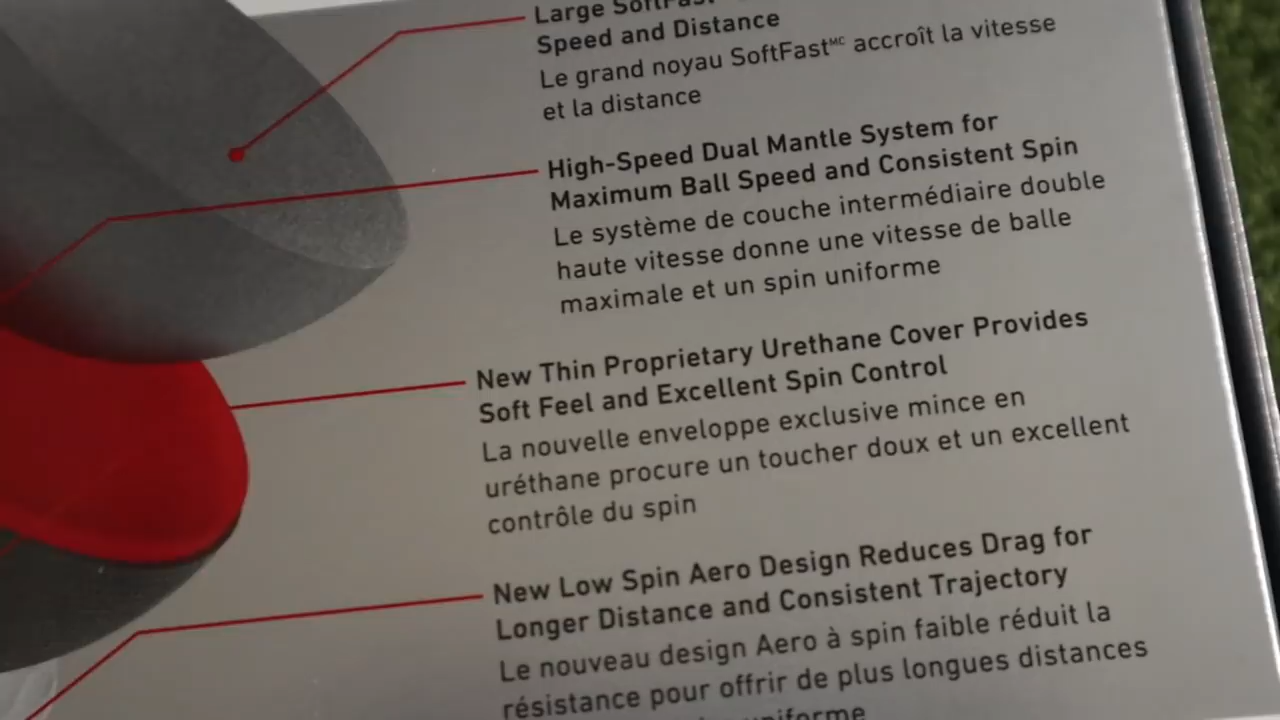 Large SoftFast
Speed and Distance
Le grand noyau SoftFastᴹᶜ accroît la vitesse
et la distance
High-Speed Dual Mantle System for
Maximum Ball Speed and Consistent Spin
Le système de couche intermédiaire double
haute vitesse donne une vitesse de balle
maximale et un spin uniforme
New Thin Proprietary Urethane Cover Provides
Soft Feel and Excellent Spin Control
La nouvelle enveloppe exclusive mince en
uréthane procure un toucher doux et un excellent
contrôle du spin
New Low Spin Aero Design Reduces Drag for
Longer Distance and Consistent Trajectory
Le nouveau design Aero à spin faible réduit la
résistance pour offrir de plus longues distances
uniforme